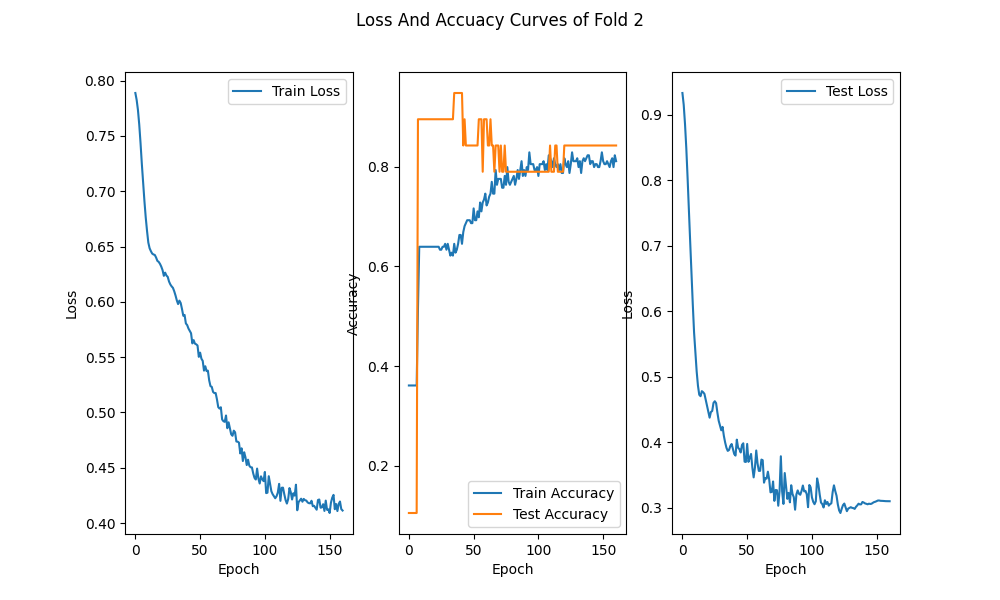 Loss And Accuacy Curves of Fold 2
Train Loss
0.80
0.75
0.70
0.65
0.60
0.55
0.50
0.45
0.40
Loss
0 50 100 150
Epoch
0.8
0.6
0.4
0.2
Accuracy
Train Accuracy
Test Accuracy
0 50 100 150
Epoch
Test Loss
0.9
0.8
0.7
0.6
0.5
0.4
0.3
Loss
0 50 100 150
Epoch